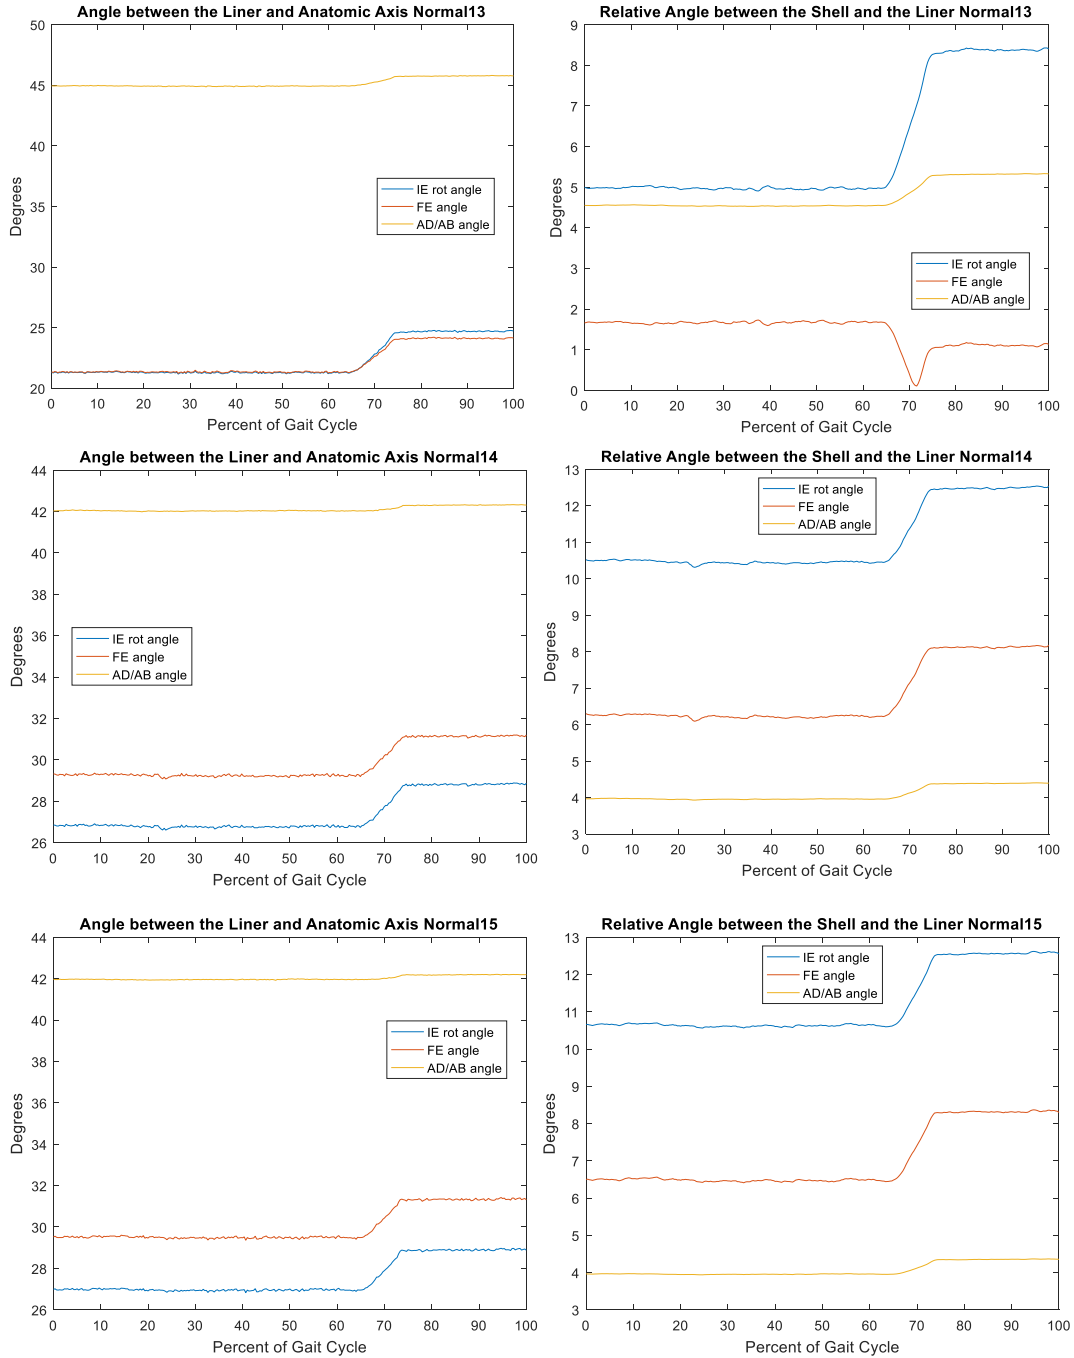 Angle between the Liner and Anatomic Axis Normal13
50
45
40
35
30
25
20
Degrees
IE rot angle
FE angle
AD/AB angle
0 10 20 30 40 50 60 70 80 90 100
Percent of Gait Cycle
Relative Angle between the Shell and the Liner Normal13
9
8
7
6
5
4
3
2
1
0
Degrees
IE rot angle
FE angle
AD/AB angle
0 10 20 30 40 50 60 70 80 90 100
Percent of Gait Cycle
Angle between the Liner and Anatomic Axis Normal14
44
42
40
38
36
34
32
30
28
26
Degrees
IE rot angle
FE angle
AD/AB angle
0 10 20 30 40 50 60 70 80 90 100
Percent of Gait Cycle
Relative Angle between the Shell and the Liner Normal14
13
12
11
10
9
8
7
6
5
4
3
Degrees
IE rot angle
FE angle
AD/AB angle
0 10 20 30 40 50 60 70 80 90 100
Percent of Gait Cycle
Angle between the Liner and Anatomic Axis Normal15
44
42
40
38
36
34
32
30
28
26
Degrees
IE rot angle
FE angle
AD/AB angle
0 10 20 30 40 50 60 70 80 90 100
Percent of Gait Cycle
Relative Angle between the Shell and the Liner Normal15
13
12
11
10
9
8
7
6
5
4
3
Degrees
IE rot angle
FE angle
AD/AB angle
0 10 20 30 40 50 60 70 80 90 100
Percent of Gait Cycle